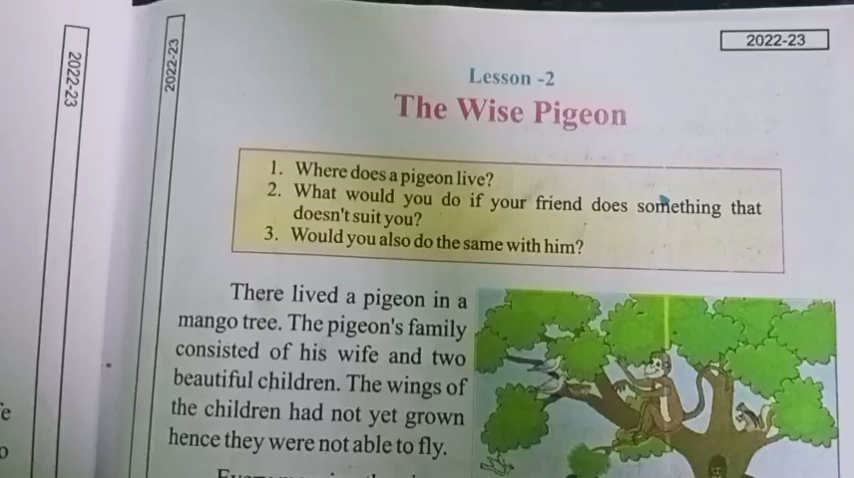 2022-23
2022-23
2022-23
Lesson -2
The Wise Pigeon
1. Where does a pigeon live?
2. What would you do if your friend does something that
doesn't suit you?
3. Would you also do the same with him?
There lived a pigeon in a
mango tree. The pigeon's family
consisted of his wife and two
beautiful children. The wings of
the children had not yet grown
hence they were not able to fly.